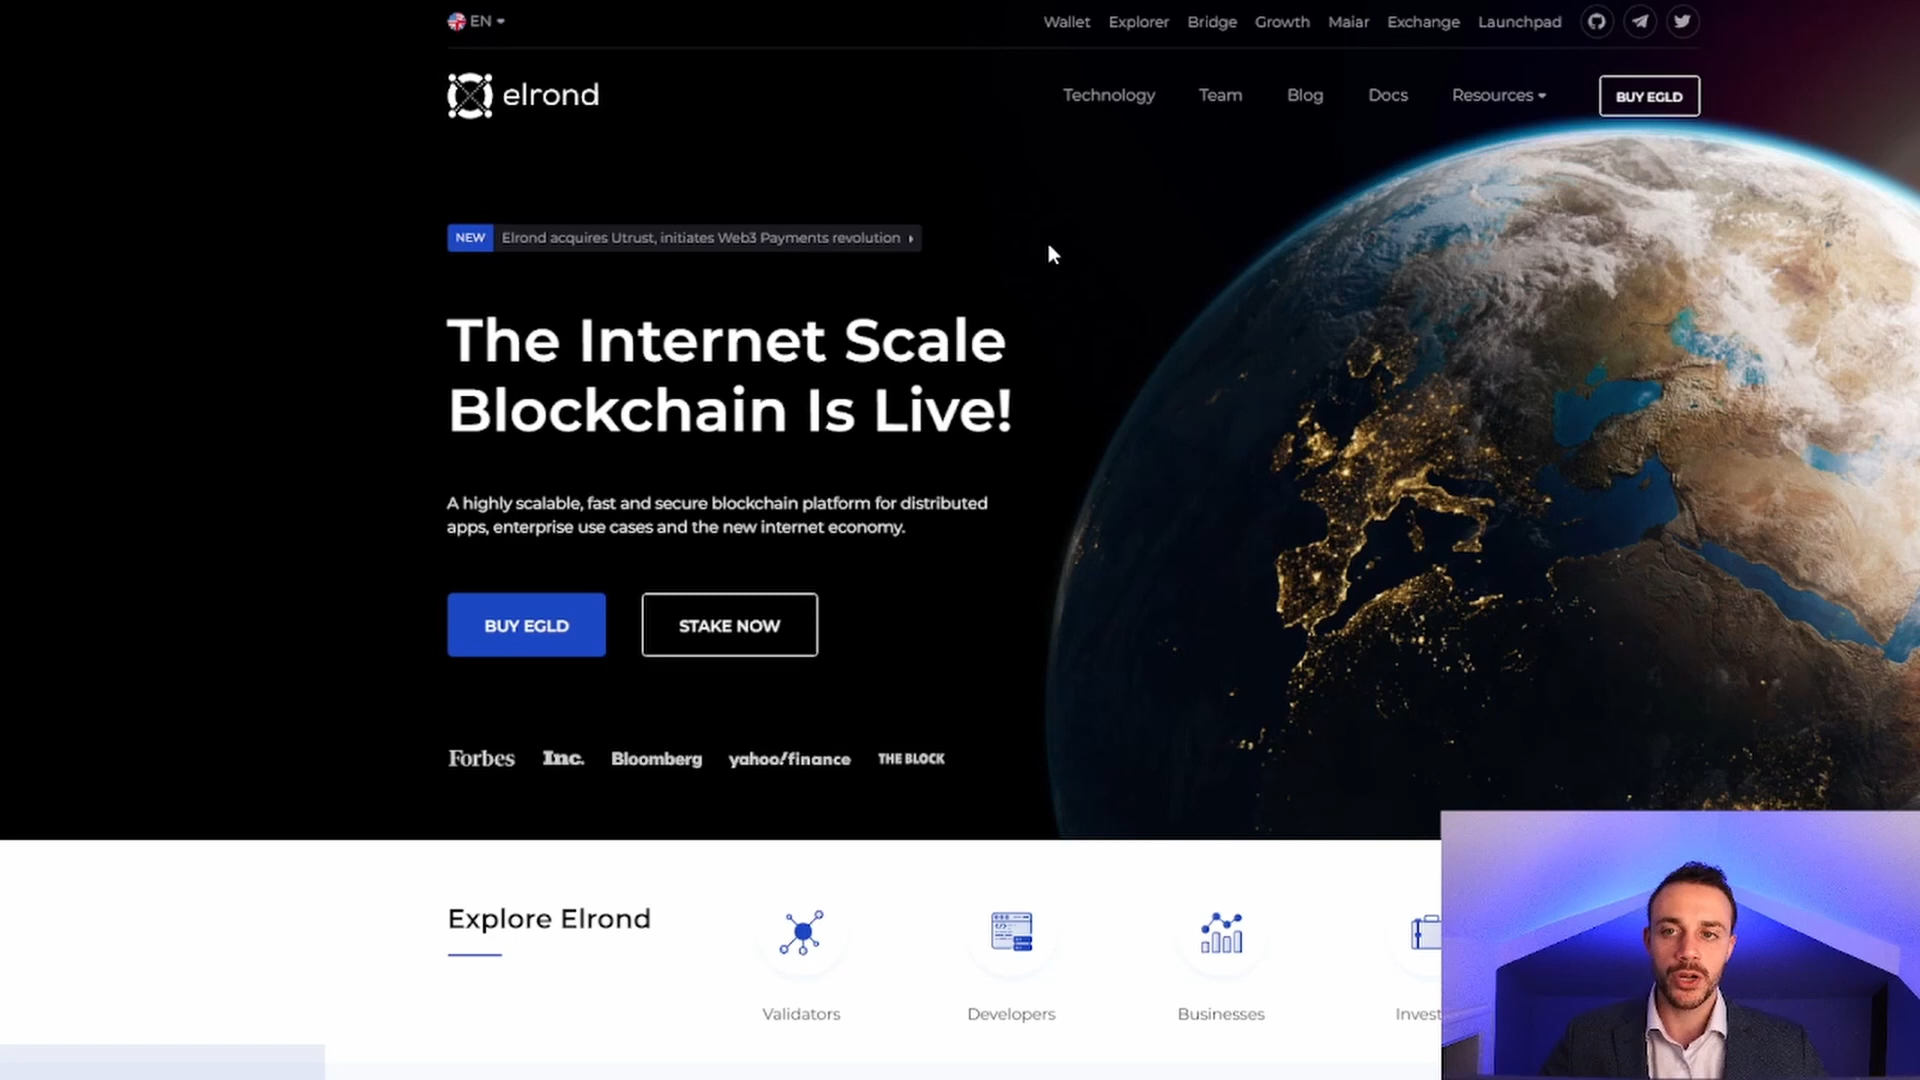 EN
Wallet Explorer Bridge Growth Maiar Exchange Launchpad
elrond
Technology Team Blog Docs Resources BUY EGLD
NEW Elrond acquires Utrust, initiates Web3 Payments revolution
The Internet Scale
Blockchain Is Live!
A highly scalable, fast and secure blockchain platform for distributed
apps, enterprise use cases and the new internet economy.
BUY EGLD STAKE NOW
Forbes Inc. Bloomberg yahoo!finance THE BLOCK
Explore Elrond
Validators Developers Businesses Invest